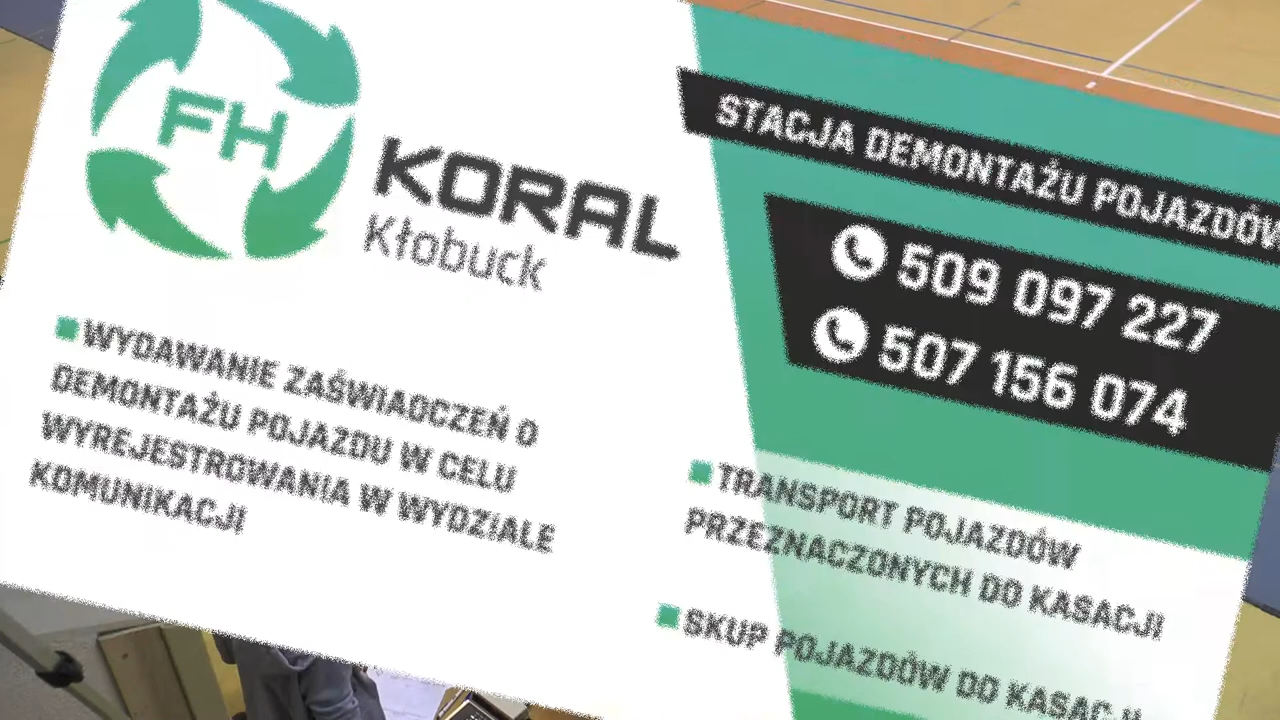 FH
KORAL
Kłobuck
WYDAWANIE ZAŚWIADCZEŃ O
DEMONTAŻU POJAZDU W CELU
WYREJESTROWANIA W WYDZIALE
KOMUNIKACJI
STACJA DEMONTAŻU POJAZDÓW
509 097 227
507 156 074
TRANSPORT POJAZDÓW
PRZEZNACZONYCH DO KASACJI
SKUP POJAZDÓW DO KASACJI